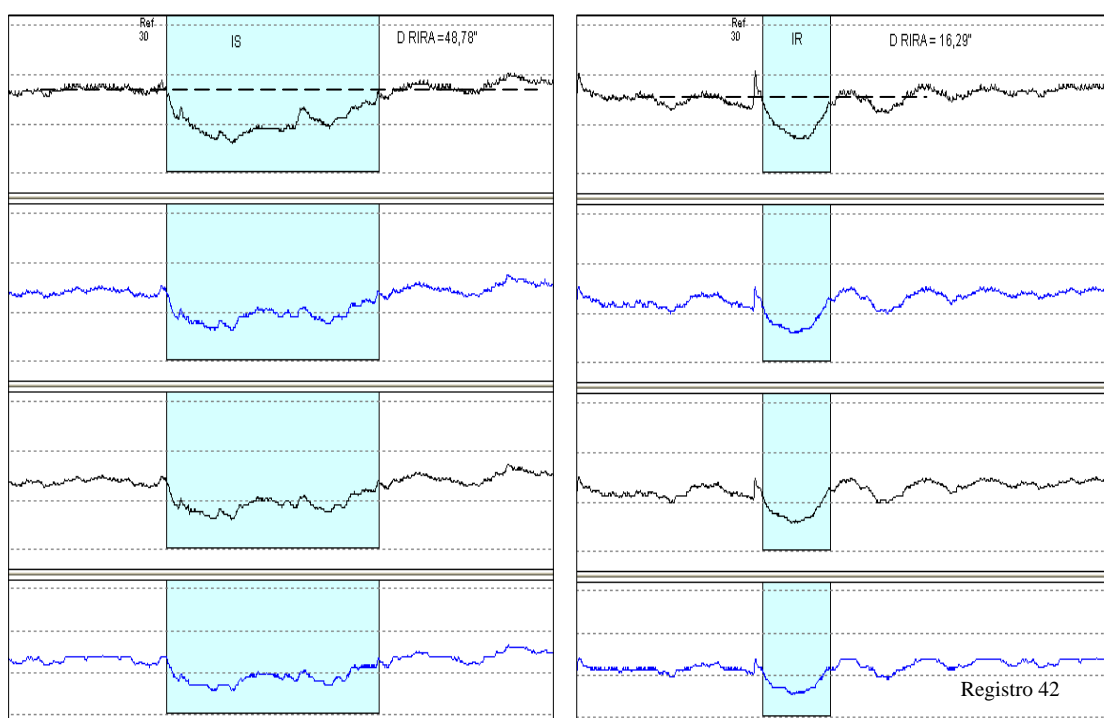 Ref
30
IS
D RIRA =48,78"
Ref
30
IR
D RIRA = 16,29"
Registro 42